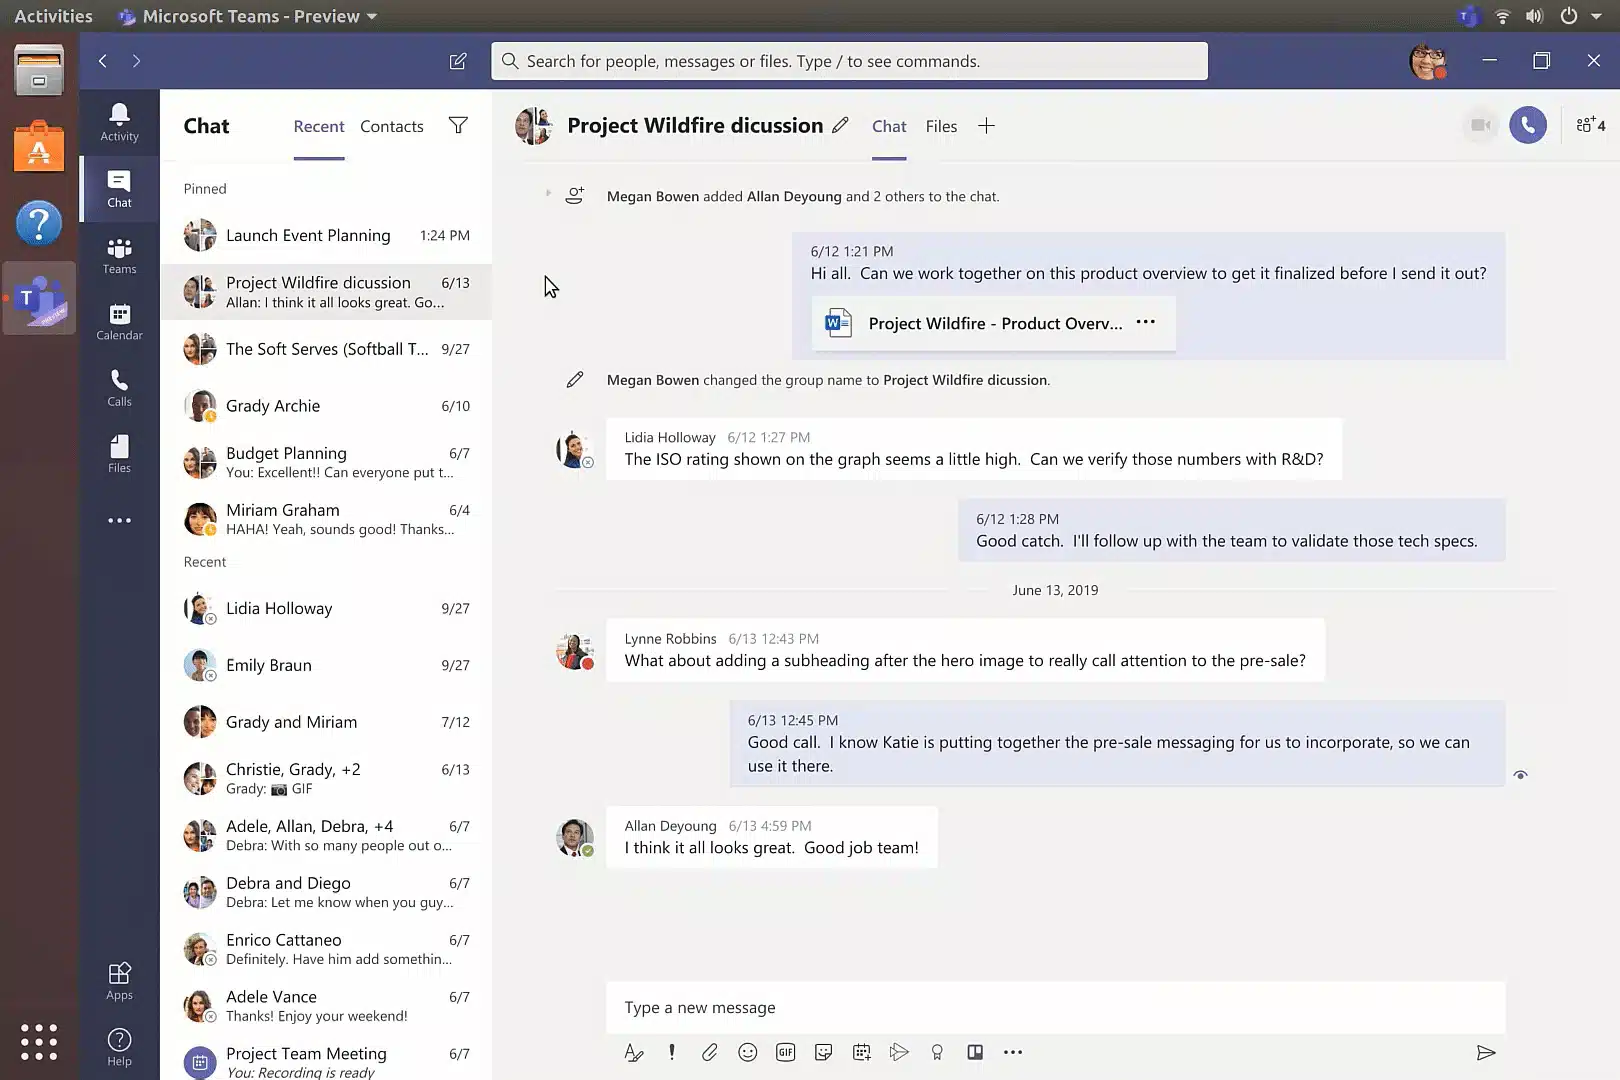 Activities Microsoft Teams - Preview
T
Search for people, messages or files. Type / to see commands.
Activity
Chat
Teams
Calendar
Calls
Files
Apps
Help
Chat Recent Contacts
Pinned
Launch Event Planning 1:24 PM
Project Wildfire dicussion 6/13
Allan: I think it all looks great. Go...
The Soft Serves (Softball T... 9/27
Grady Archie 6/10
Budget Planning 6/7
You: Excellent!! Can everyone put t...
Miriam Graham 6/4
HAHA! Yeah, sounds good! Thanks...
Recent
Lidia Holloway 9/27
Emily Braun 9/27
Grady and Miriam 7/12
Christie, Grady, +2 6/13
Grady: 📷 GIF
Adele, Allan, Debra, +4 6/7
Debra: With so many people out o...
Debra and Diego 6/7
Debra: Let me know when you guy...
Enrico Cattaneo 6/7
Definitely. Have him add somethin...
Adele Vance 6/7
Thanks! Enjoy your weekend!
Project Team Meeting 6/7
You: Recording is ready
Project Wildfire dicussion Chat Files 4
Megan Bowen added Allan Deyoung and 2 others to the chat.
6/12 1:21 PM
Hi all. Can we work together on this product overview to get it finalized before I send it out?
Project Wildfire - Product Overv...
Megan Bowen changed the group name to Project Wildfire dicussion.
Lidia Holloway 6/12 1:27 PM
The ISO rating shown on the graph seems a little high. Can we verify those numbers with R&D?
6/12 1:28 PM
Good catch. I'll follow up with the team to validate those tech specs.
June 13, 2019
Lynne Robbins 6/13 12:43 PM
What about adding a subheading after the hero image to really call attention to the pre-sale?
6/13 12:45 PM
Good call. I know Katie is putting together the pre-sale messaging for us to incorporate, so we can
use it there.
Allan Deyoung 6/13 4:59 PM
I think it all looks great. Good job team!
Type a new message
GIF